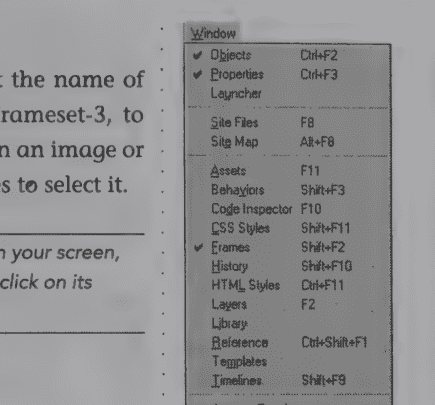 the name of
rameset-3, to
an image or
to select it.
your screen,
click on its
Window
✔ Objects Ctrl+F2
✔ Properties Ctrl+F3
Launcher
Site Files F8
Site Map Alt+F8
Assets F11
Behaviors Shift+F3
Code Inspector F10
CSS Styles Shift+F11
✔ Frames Shift+F2
History Shift+F10
HTML Styles Ctrl+F11
Layers F2
Library
Reference Ctrl+Shift+F1
Templates
Timelines Shift+F9